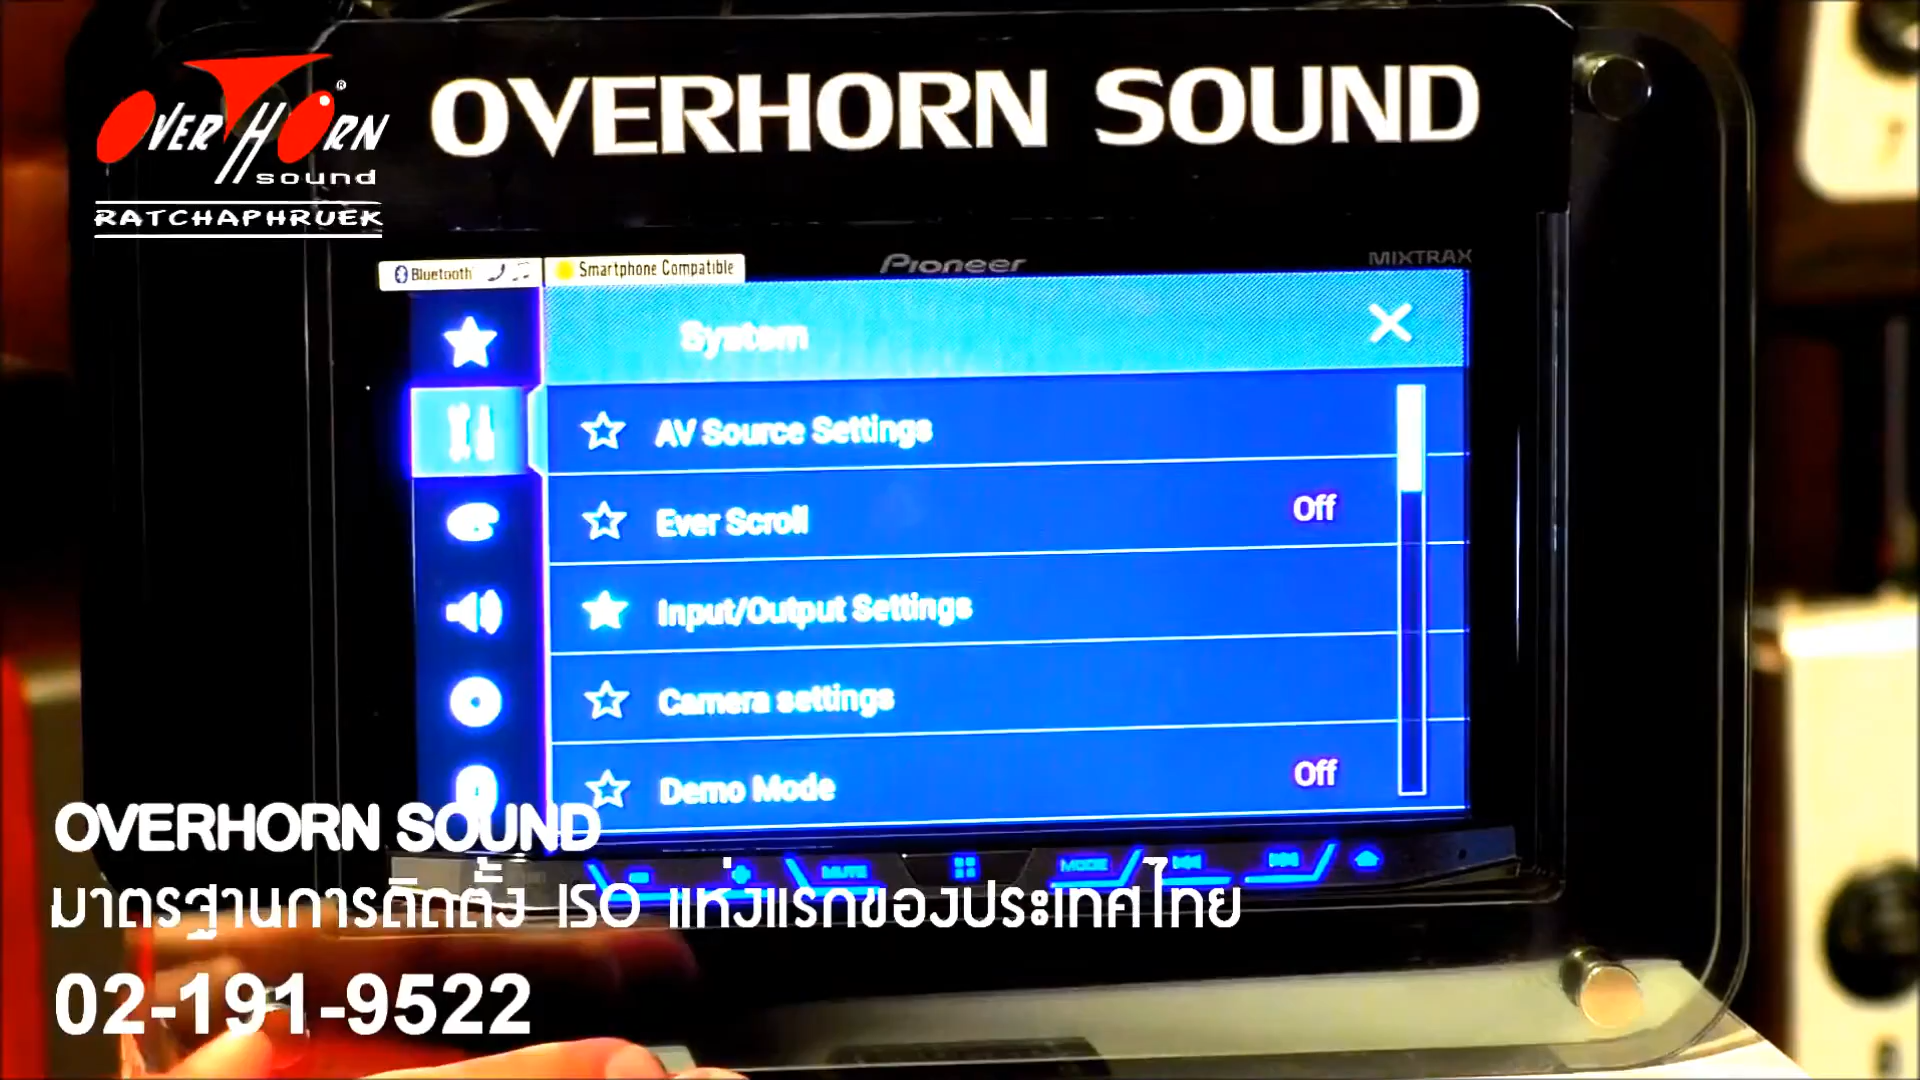 OVERHORN SOUND
OVERHORN®
sound
RATCHAPHRUEK
Pioneer
MIXTRAX
Bluetooth
Smartphone Compatible
System
AV Source Settings
Ever Scroll Off
Input/Output Settings
Camera settings
Demo Mode Off
MUTE
MODE
OVERHORN SOUND
มาตรฐานการติดตั้ง ISO แห่งแรกของประเทศไทย
02-191-9522